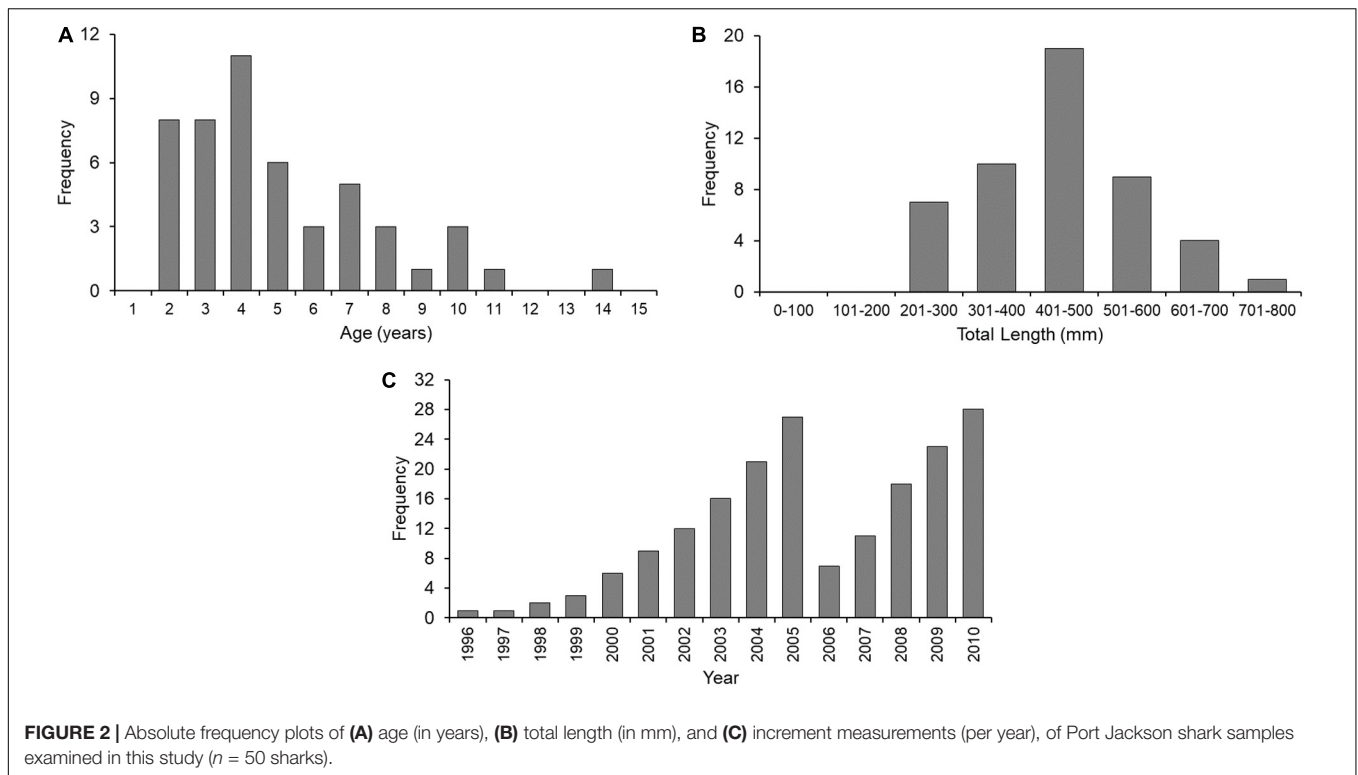 A
12
9
6
3
0
Frequency
1 2 3 4 5 6 7 8 9 10 11 12 13 14 15
Age (years)
B
20
16
12
8
4
0
Frequency
0-100 101-200 201-300 301-400 401-500 501-600 601-700 701-800
Total Length (mm)
C
32
28
24
20
16
12
8
4
0
Frequency
1996 1997 1998 1999 2000 2001 2002 2003 2004 2005 2006 2007 2008 2009 2010
Year
FIGURE 2 | Absolute frequency plots of (A) age (in years), (B) total length (in mm), and (C) increment measurements (per year), of Port Jackson shark samples
examined in this study (n = 50 sharks).